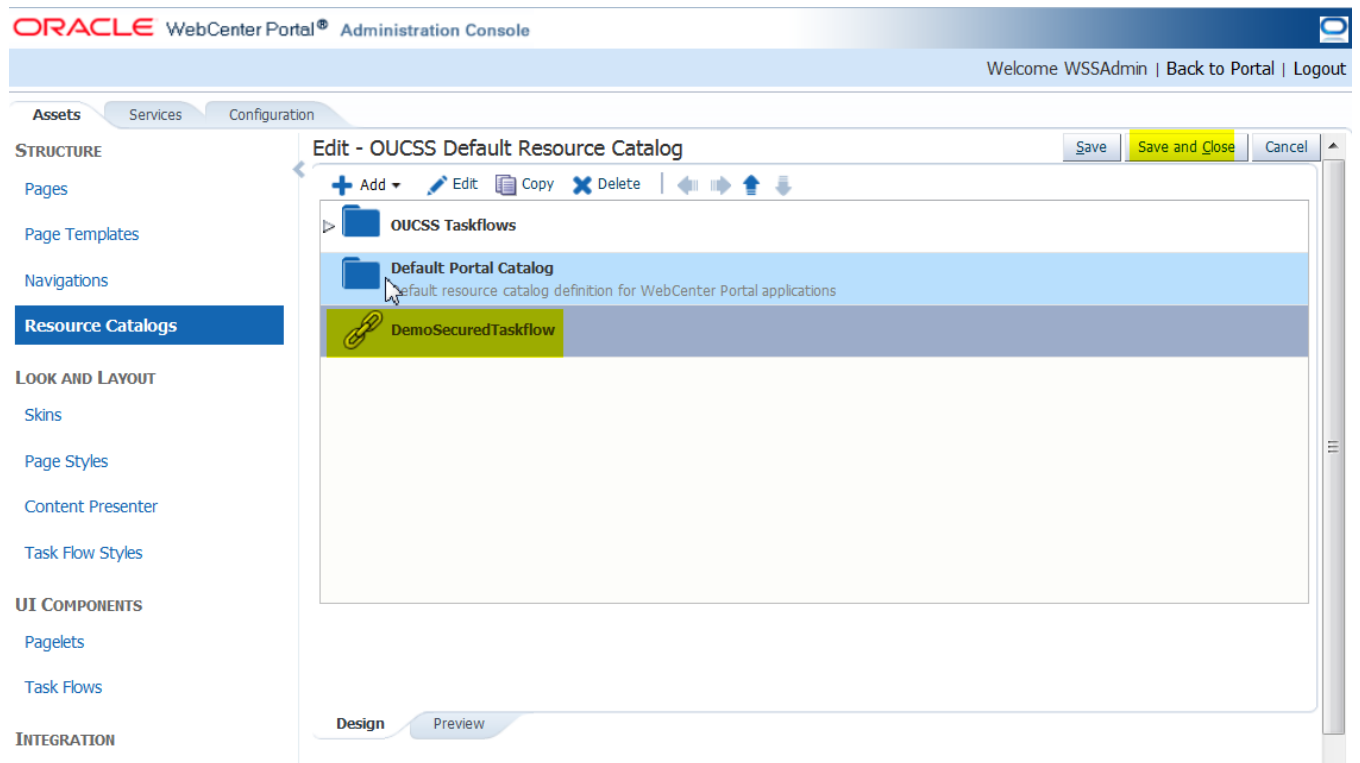 ORACLE WebCenter Portal® Administration Console
Welcome WSSAdmin | Back to Portal | Logout
Assets Services Configuration
STRUCTURE
Pages
Page Templates
Navigations
Resource Catalogs
LOOK AND LAYOUT
Skins
Page Styles
Content Presenter
Task Flow Styles
UI COMPONENTS
Pagelets
Task Flows
INTEGRATION
Edit - OUCSS Default Resource Catalog
Save Save and Close Cancel
Add Edit Copy Delete
OUCSS Taskflows
Default Portal Catalog
Default resource catalog definition for WebCenter Portal applications
DemoSecuredTaskflow
Design Preview